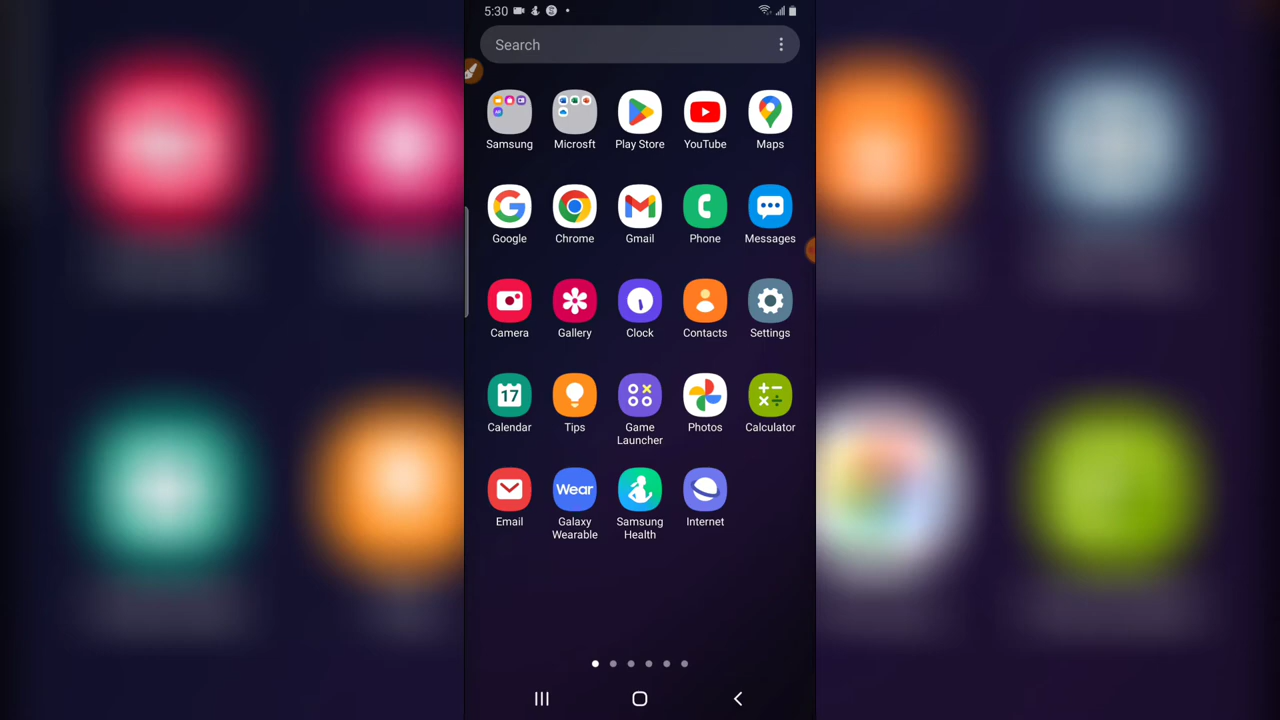 5:30
Search
Samsung
Microsft
Play Store
YouTube
Maps
Google
Chrome
Gmail
Phone
Messages
Camera
Gallery
Clock
Contacts
Settings
17
Calendar
Tips
Game
Launcher
Photos
Calculator
Email
Wear
Galaxy
Wearable
Samsung
Health
Internet